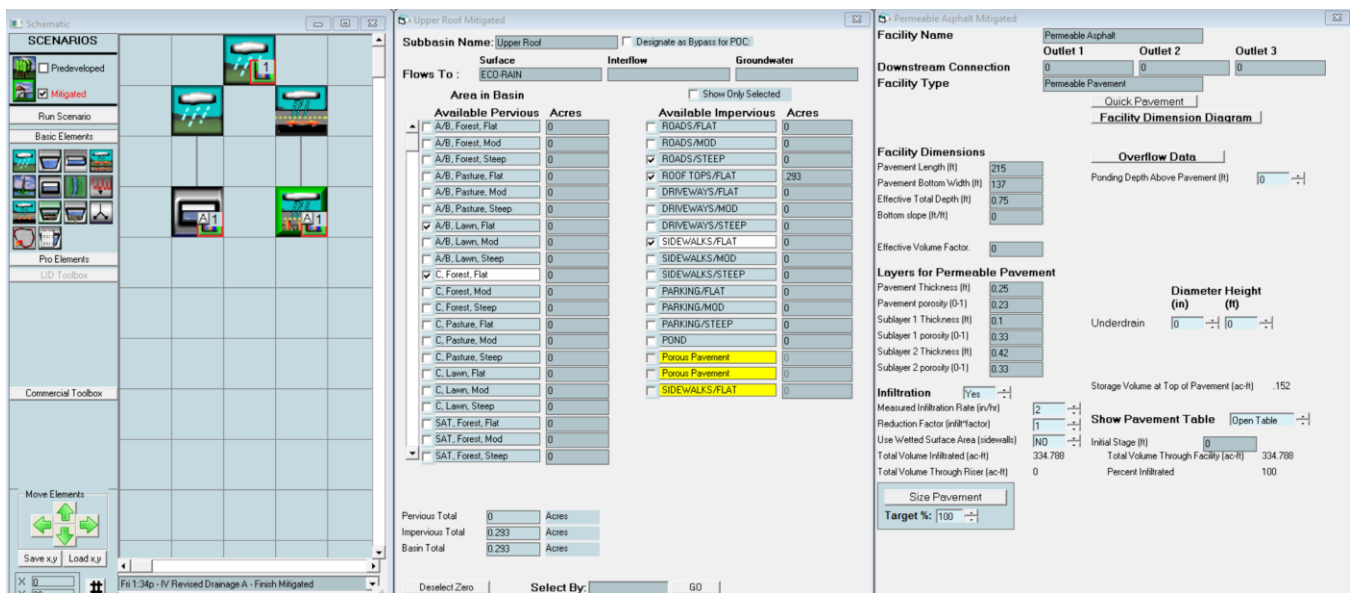 Schematic
SCENARIOS
Predeveloped
Mitigated
Run Scenario
Basic Elements
Pro Elements
LID Toolbox
Commercial Toolbox
Move Elements
Save x,y Load x,y
X 0
Fri 1:34p - IV Revised Drainage A - Finish Mitigated
1
A 1
A 1
#
Upper Roof Mitigated
Subbasin Name: Upper Roof Designate as Bypass for POC:
Surface Interflow Groundwater
Flows To : ECO-RAIN
Area in Basin Show Only Selected
Available Pervious Acres Available Impervious Acres
A/B, Forest, Flat 0 ROADS/FLAT 0
A/B, Forest, Mod 0 ROADS/MOD 0
A/B, Forest, Steep 0 ROADS/STEEP 0
A/B, Pasture, Flat 0 ROOF TOPS/FLAT .293
A/B, Pasture, Mod 0 DRIVEWAYS/FLAT 0
A/B, Pasture, Steep 0 DRIVEWAYS/MOD 0
A/B, Lawn, Flat 0 DRIVEWAYS/STEEP 0
A/B, Lawn, Mod 0 SIDEWALKS/FLAT 0
A/B, Lawn, Steep 0 SIDEWALKS/MOD 0
C, Forest, Flat 0 SIDEWALKS/STEEP 0
C, Forest, Mod 0 PARKING/FLAT 0
C, Forest, Steep 0 PARKING/MOD 0
C, Pasture, Flat 0 PARKING/STEEP 0
C, Pasture, Mod 0 POND 0
C, Pasture, Steep 0 Porous Pavement 0
C, Lawn, Flat 0 Porous Pavement 0
C, Lawn, Mod 0 SIDEWALKS/FLAT 0
C, Lawn, Steep 0
SAT, Forest, Flat 0
SAT, Forest, Mod 0
SAT, Forest, Steep 0
Pervious Total 0 Acres
Impervious Total 0.293 Acres
Basin Total 0.293 Acres
Deselect Zero Select By: GO
Permeable Asphalt Mitigated
Facility Name Permeable Asphalt
Outlet 1 Outlet 2 Outlet 3
Downstream Connection 0 0 0
Facility Type Permeable Pavement
Quick Pavement
Facility Dimension Diagram
Facility Dimensions Overflow Data
Pavement Length (ft) 215 Ponding Depth Above Pavement (ft) 0
Pavement Bottom Width (ft) 137
Effective Total Depth (ft) 0.75
Bottom slope (ft/ft) 0
Effective Volume Factor. 0
Layers for Permeable Pavement
Pavement Thickness (ft) 0.25 Diameter Height
Pavement porosity (0-1) 0.23 (in) (ft)
Sublayer 1 Thickness (ft) 0.1
Sublayer 1 porosity (0-1) 0.33 Underdrain 0 0
Sublayer 2 Thickness (ft) 0.42
Sublayer 2 porosity (0-1) 0.33
Infiltration Yes Storage Volume at Top of Pavement (ac-ft) .152
Measured Infiltration Rate (in/hr) 2
Reduction Factor (infilt*factor) 1 Show Pavement Table Open Table
Use Wetted Surface Area (sidewalls) NO Initial Stage (ft) 0
Total Volume Infiltrated (ac-ft) 334.788 Total Volume Through Facility (ac-ft) 334.788
Total Volume Through Riser (ac-ft) 0 Percent Infiltrated 100
Size Pavement
Target %: 100